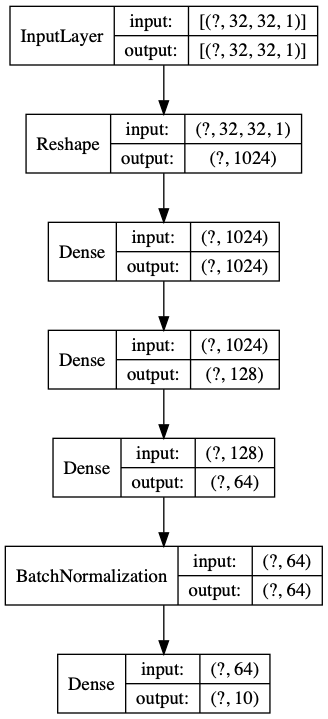 InputLayer
input: [(?, 32, 32, 1)]
output: [(?, 32, 32, 1)]
Reshape
input: (?, 32, 32, 1)
output: (?, 1024)
Dense
input: (?, 1024)
output: (?, 1024)
Dense
input: (?, 1024)
output: (?, 128)
Dense
input: (?, 128)
output: (?, 64)
BatchNormalization
input: (?, 64)
output: (?, 64)
Dense
input: (?, 64)
output: (?, 10)